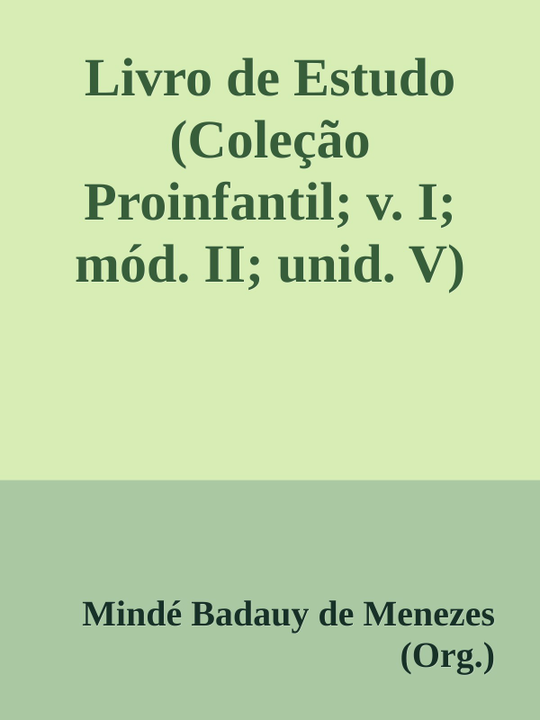 Livro de Estudo
(Coleção
Proinfantil; v. I;
mód. II; unid. V)
Mindé Badauy de Menezes
(Org.)